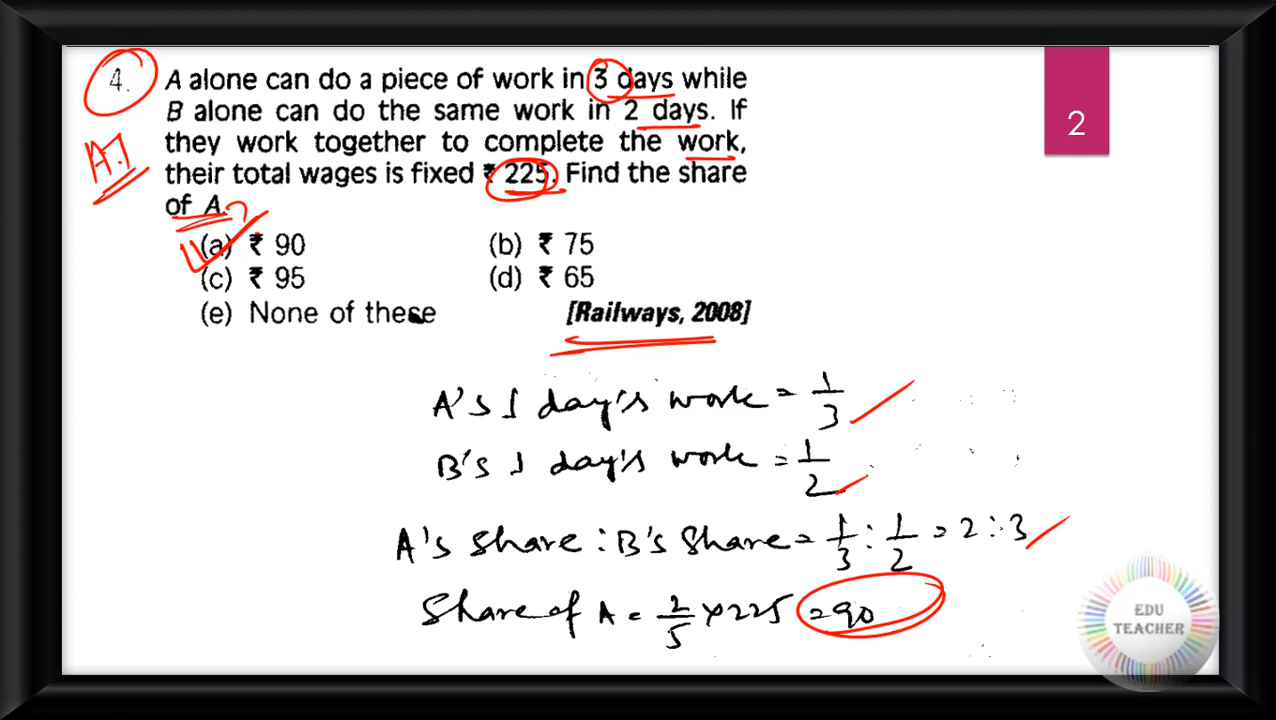 4. A alone can do a piece of work in 3 days while
B alone can do the same work in 2 days. If
they work together to complete the work,
their total wages is fixed ₹ 225. Find the share
of A.?
(a) ₹ 90 (b) ₹ 75
(c) ₹ 95 (d) ₹ 65
(e) None of these [Railways, 2008]
2
A's 1 day's work = 1/3
B's 1 day's work = 1/2
A's Share : B's Share = 1/3 : 1/2 = 2 : 3
Share of A = 2/5 × 225 = 90
EDU
TEACHER